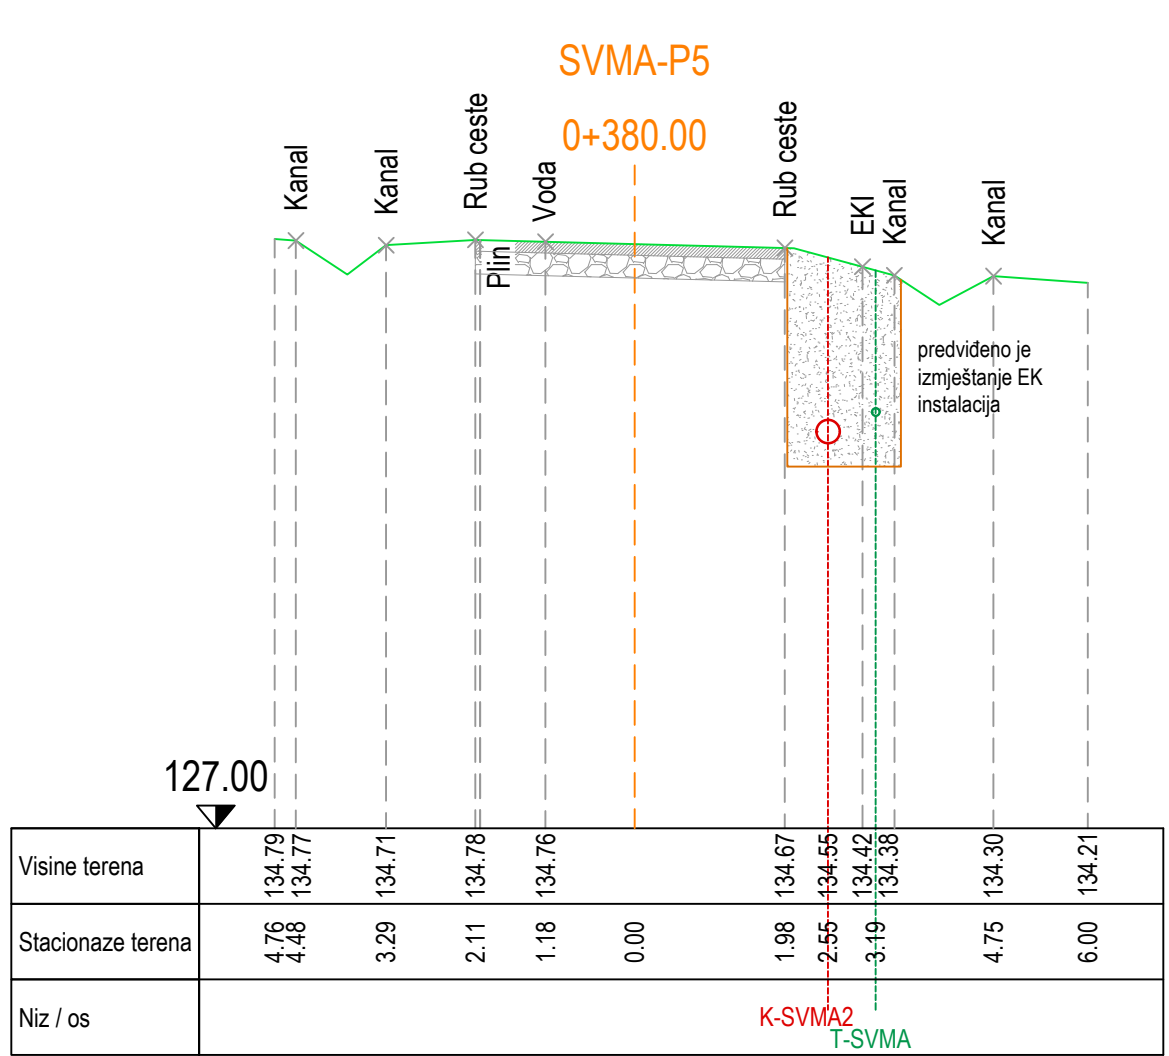 SVMA-P5
0+380.00
Kanal
Kanal
Rub ceste
Plin
Voda
Rub ceste
EKI
Kanal
Kanal
predviđeno je
izmještanje EK
instalacija
127.00
Visine terena
134.79
134.77
134.71
134.78
134.76
134.67
134.55
134.42
134.38
134.30
134.21
Stacionaze terena
4.76
4.48
3.29
2.11
1.18
0.00
1.98
2.55
3.19
4.75
6.00
Niz / os
K-SVMA2
T-SVMA